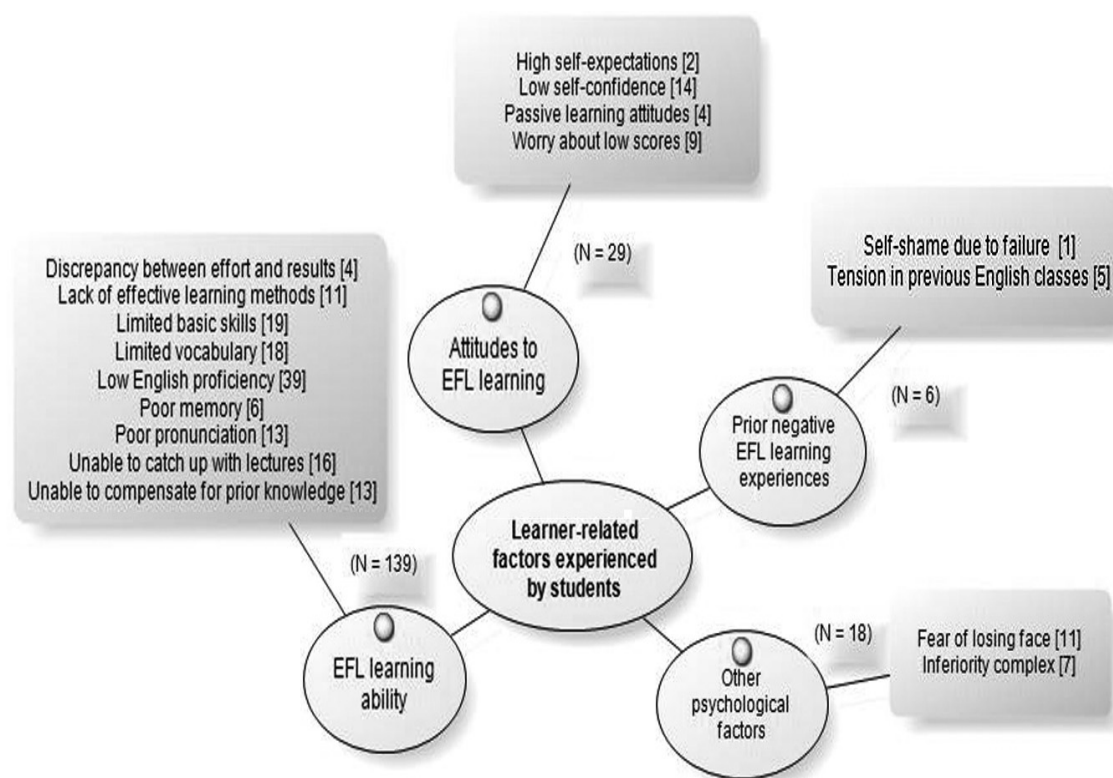 High self-expectations [2]
Low self-confidence [14]
Passive learning attitudes [4]
Worry about low scores [9]
(N = 29)
Attitudes to
EFL learning
Self-shame due to failure [1]
Tension in previous English classes [5]
(N = 6)
Prior negative
EFL learning
experiences
Discrepancy between effort and results [4]
Lack of effective learning methods [11]
Limited basic skills [19]
Limited vocabulary [18]
Low English proficiency [39]
Poor memory [6]
Poor pronunciation [13]
Unable to catch up with lectures [16]
Unable to compensate for prior knowledge [13]
(N = 139)
EFL learning
ability
Learner-related
factors experienced
by students
(N = 18)
Other
psychological
factors
Fear of losing face [11]
Inferiority complex [7]